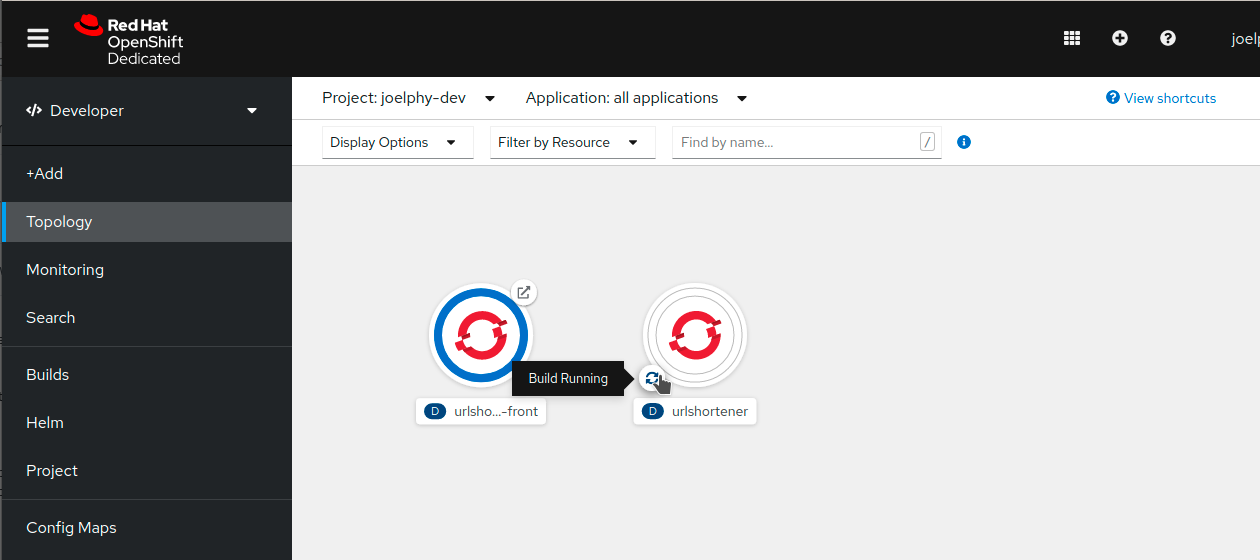 Red Hat
OpenShift
Dedicated
joelp
Developer
Project: joelphy-dev
Application: all applications
View shortcuts
Display Options
Filter by Resource
Find by name...
/
+Add
Topology
Monitoring
Search
Builds
Helm
Project
Config Maps
Build Running
D urlsho...-front
D urlshortener